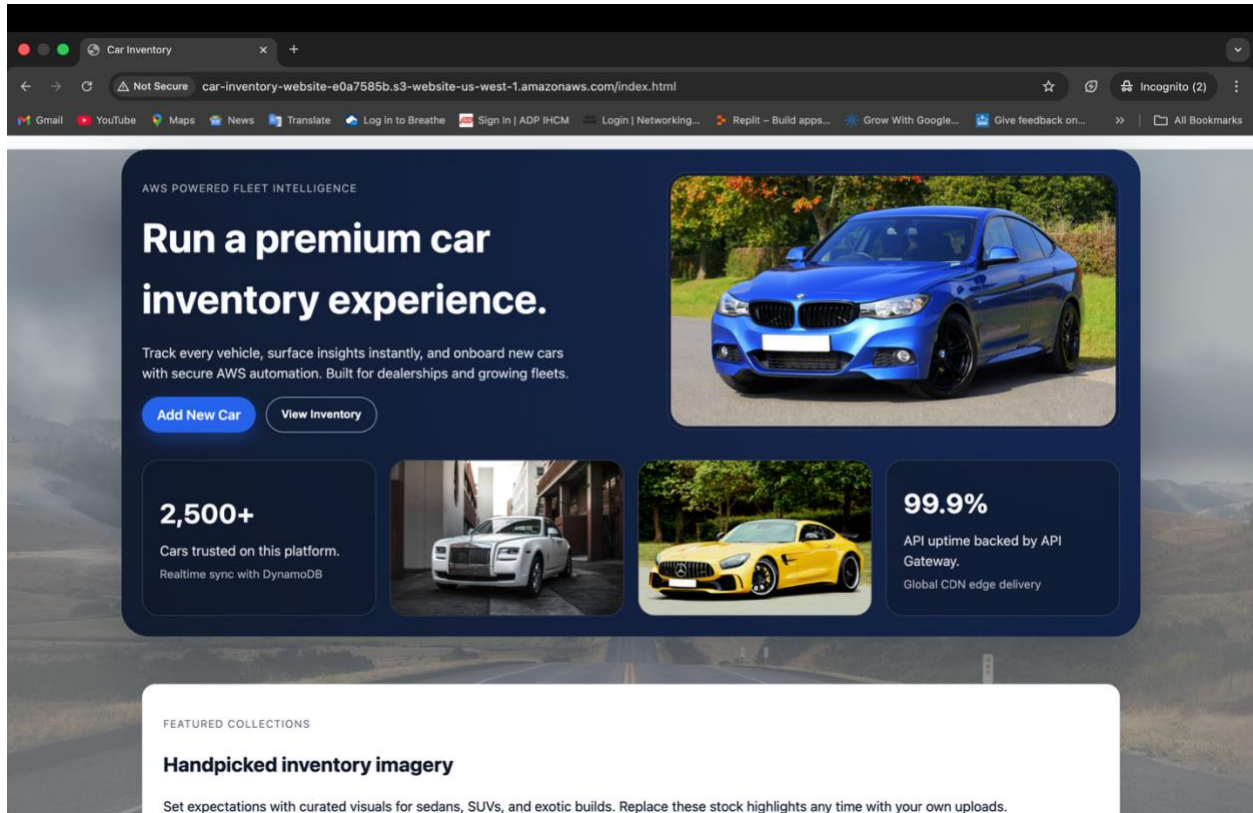 Car Inventory
Not Secure car-inventory-website-e0a7585b.s3-website-us-west-1.amazonaws.com/index.html Incognito (2)
Gmail YouTube Maps News Translate Log in to Breathe Sign In | ADP IHCM Login | Networking... Replit – Build apps... Grow With Google... Give feedback on... » All Bookmarks
AWS POWERED FLEET INTELLIGENCE
Run a premium car
inventory experience.
Track every vehicle, surface insights instantly, and onboard new cars
with secure AWS automation. Built for dealerships and growing fleets.
Add New Car View Inventory
2,500+
Cars trusted on this platform.
Realtime sync with DynamoDB
99.9%
API uptime backed by API
Gateway.
Global CDN edge delivery
FEATURED COLLECTIONS
Handpicked inventory imagery
Set expectations with curated visuals for sedans, SUVs, and exotic builds. Replace these stock highlights any time with your own uploads.